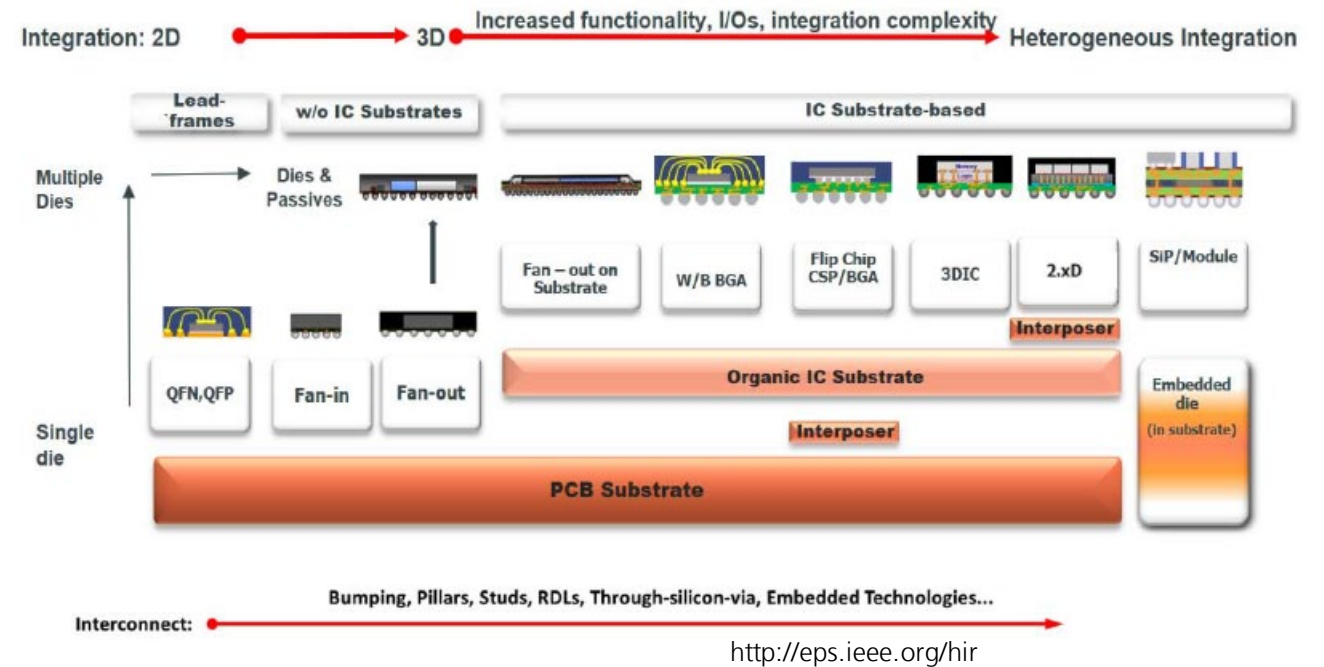 Increased functionality, I/Os, integration complexity
Integration: 2D
3D
Heterogeneous Integration
Lead-
`frames
w/o IC Substrates
IC Substrate-based
Multiple
Dies
Dies &
Passives
Fan – out on
Substrate
W/B BGA
Flip Chip
CSP/BGA
3DIC
2.xD
SiP/Module
Interposer
QFN,QFP
Fan-in
Fan-out
Organic IC Substrate
Embedded
die
(in substrate)
Single
die
Interposer
PCB Substrate
Bumping, Pillars, Studs, RDLs, Through-silicon-via, Embedded Technologies...
Interconnect:
http://eps.ieee.org/hir